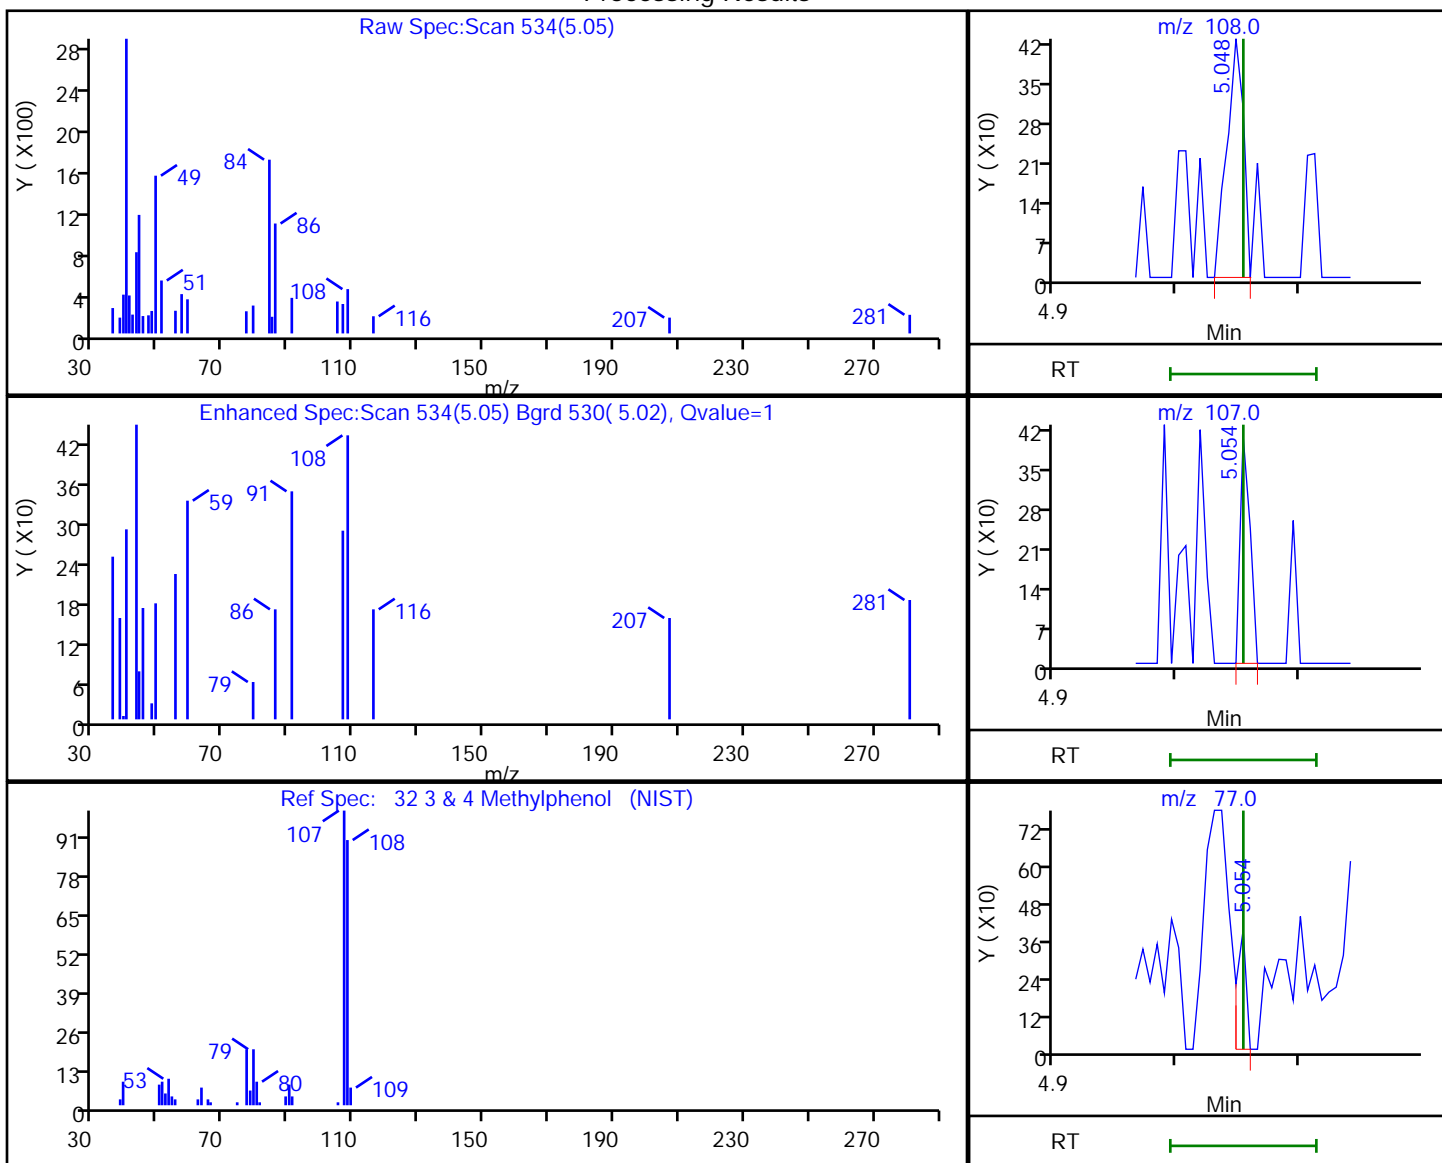 Processing Results
Raw Spec:Scan 534(5.05)
Y ( X100)
28
24
20
16
12
8
4
0
49
51
84
86
108
116
207
281
30 70 110 150 190 230 270
m/z
m/z 108.0
Y ( X10)
42
35
28
21
14
7
0
5.048
4.9
Min
RT
Enhanced Spec:Scan 534(5.05) Bgrd 530( 5.02), Qvalue=1
Y ( X10)
42
36
30
24
18
12
6
0
108
59 91
86
116
79
207
281
30 70 110 150 190 230 270
m/z
m/z 107.0
Y ( X10)
42
35
28
21
14
7
0
5.054
4.9
Min
RT
Ref Spec: 32 3 & 4 Methylphenol (NIST)
91
78
65
52
39
26
13
0
107 108
79
53 80 109
30 70 110 150 190 230 270
m/z 77.0
Y ( X10)
72
60
48
36
24
12
0
5.054
4.9
Min
RT